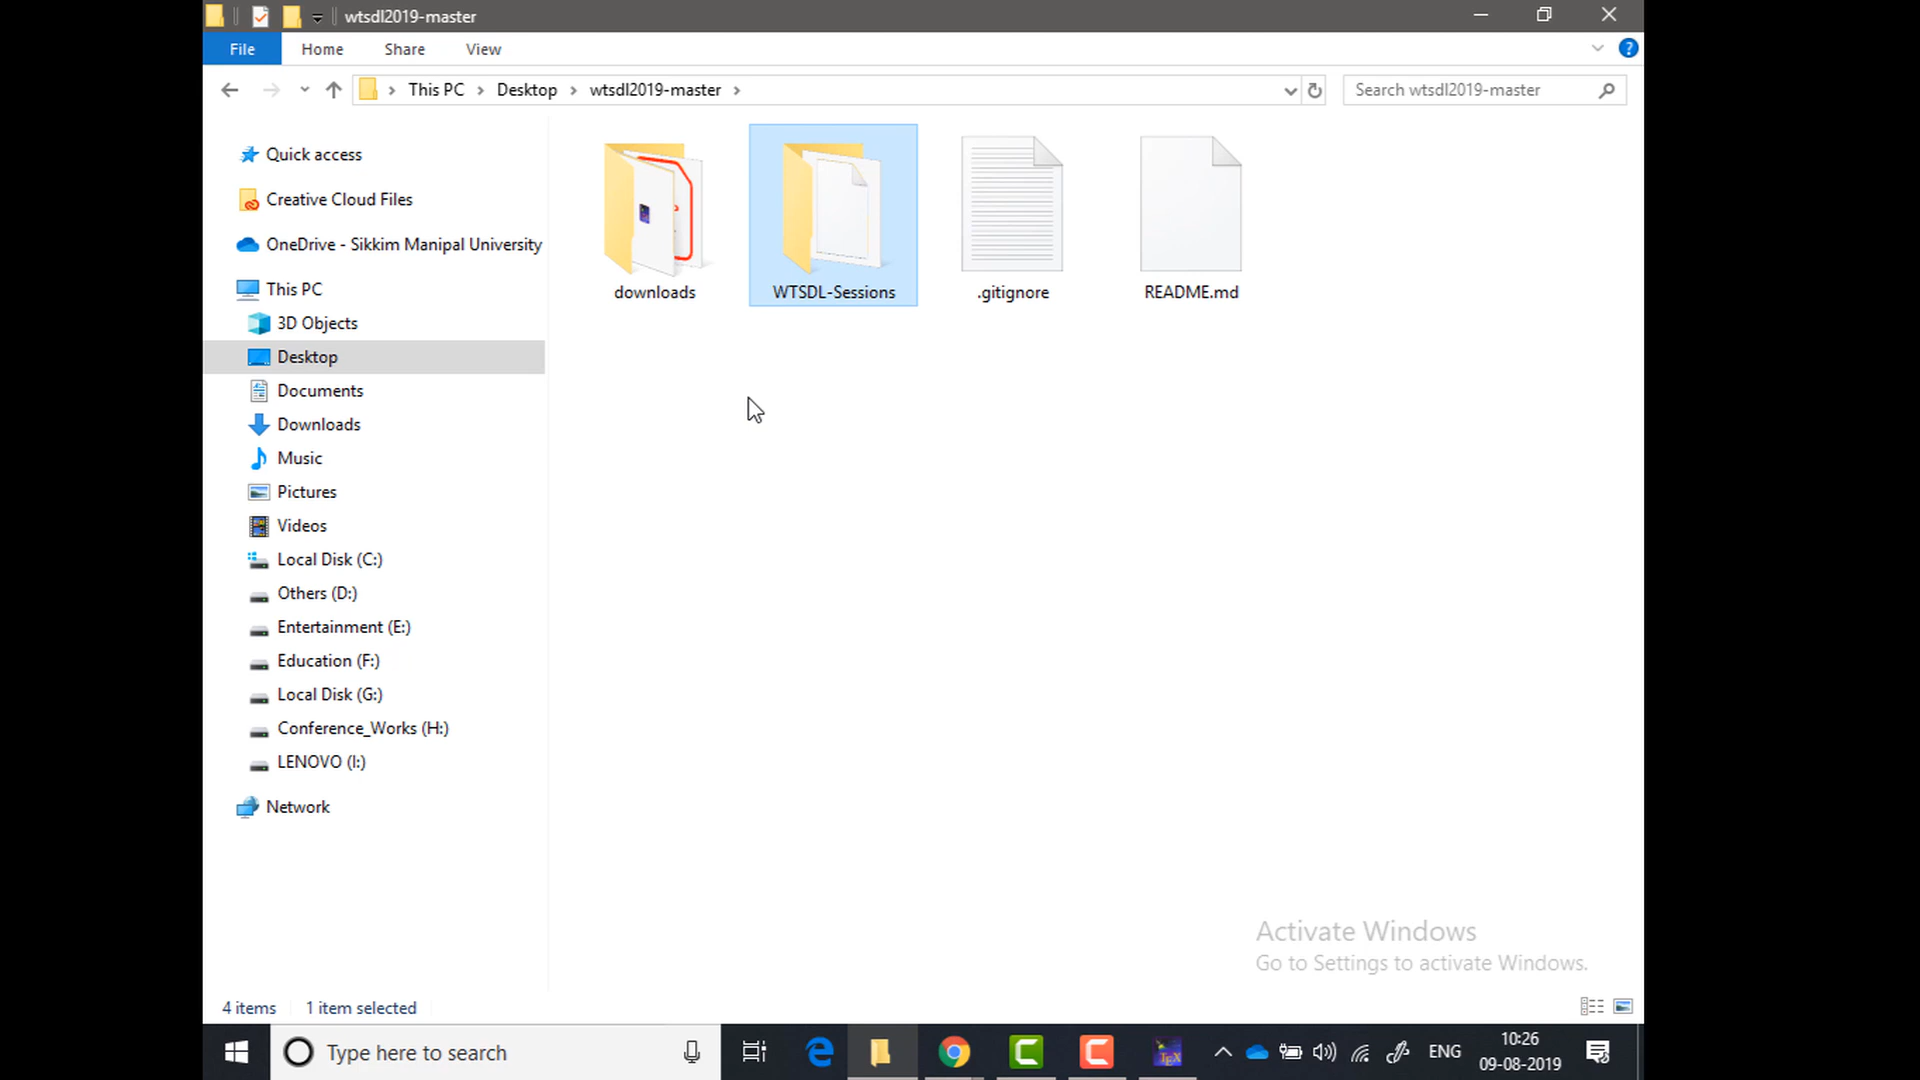 wtsdl2019-master
File Home Share View
This PC Desktop wtsdl2019-master
Search wtsdl2019-master
Quick access
Creative Cloud Files
OneDrive - Sikkim Manipal University
This PC
3D Objects
Desktop
Documents
Downloads
Music
Pictures
Videos
Local Disk (C:)
Others (D:)
Entertainment (E:)
Education (F:)
Local Disk (G:)
Conference_Works (H:)
LENOVO (I:)
Network
downloads
WTSDL-Sessions
.gitignore
README.md
Activate Windows
Go to Settings to activate Windows.
4 items 1 item selected
Type here to search
TEX
ENG
10:26
09-08-2019